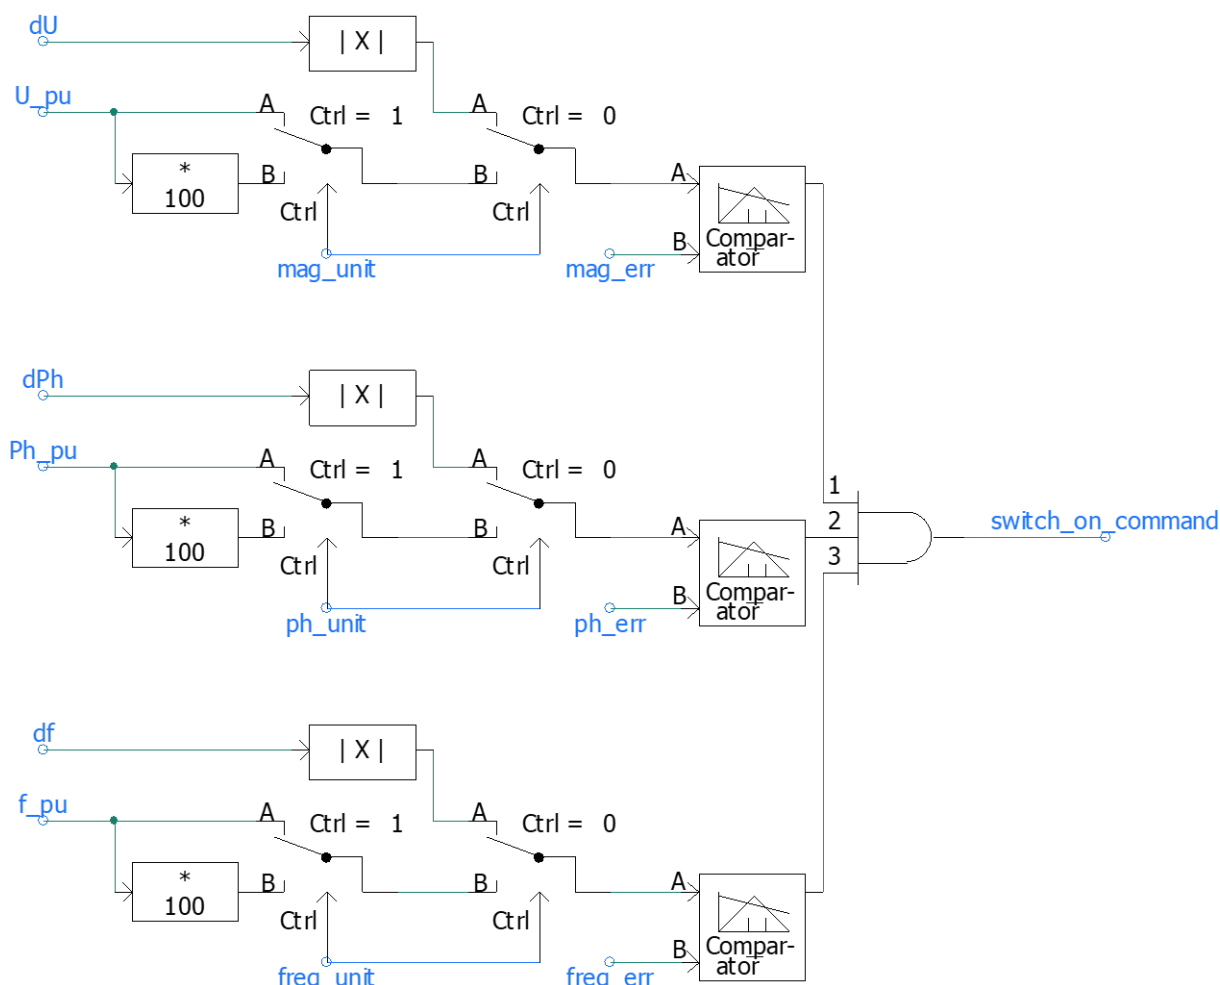 dU
| X |
U_pu
A
Ctrl = 1
A
Ctrl = 0
*
100
B
B
A
Ctrl
Ctrl
B
Compar-
ator
mag_unit
mag_err
dPh
| X |
Ph_pu
A
Ctrl = 1
A
Ctrl = 0
1
2
3
switch_on_command
*
100
B
B
A
Ctrl
Ctrl
B
Compar-
ator
ph_unit
ph_err
df
| X |
f_pu
A
Ctrl = 1
A
Ctrl = 0
*
100
B
B
A
Ctrl
Ctrl
B
Compar-
ator
freq_unit
freq_err